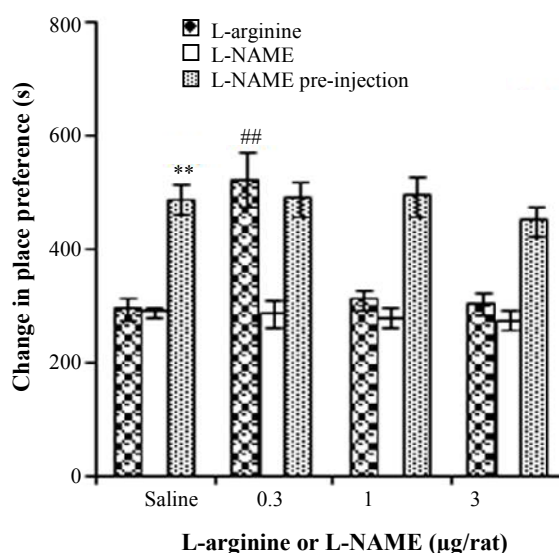 800
L-arginine
L-NAME
L-NAME pre-injection
600
##
**
400
200
0
Change in place preference (s)
Saline 0.3 1 3
L-arginine or L-NAME (µg/rat)